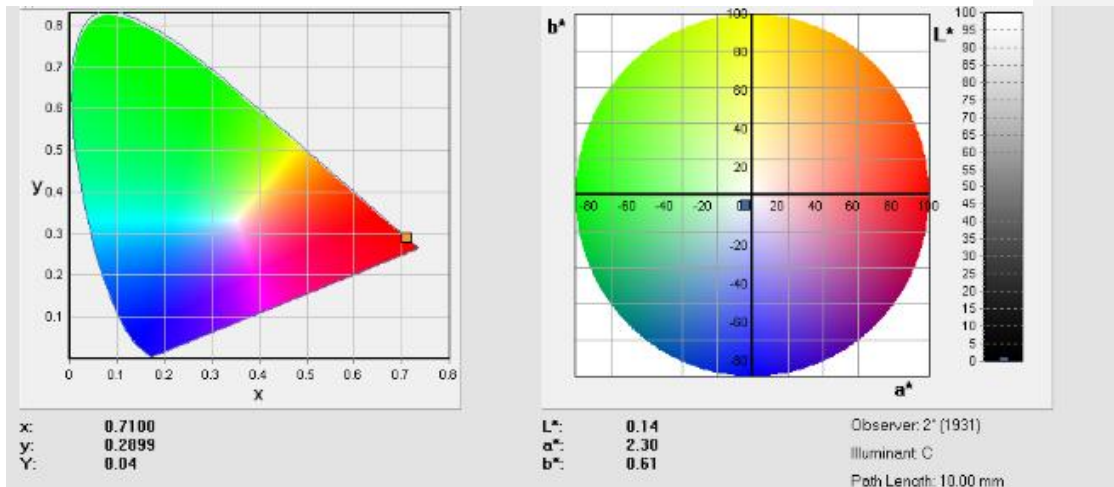 0.8
0.7
0.6
0.5
y 0.4
0.3
0.2
0.1
0 0.1 0.2 0.3 0.4 0.5 0.6 0.7 0.8
x
x: 0.7100
y: 0.2899
Y: 0.04
b*
100
80
60
40
20
-80 -60 -40 -20 0 20 40 60 80 100
-20
-40
-60
-80
a*
L*
100
95
90
85
80
75
70
65
60
55
50
45
40
35
30
25
20
15
10
5
0
L*: 0.14
a*: 2.30
b*: 0.61
Observer: 2° (1931)
Illuminant: C
Path Length: 10.00 mm